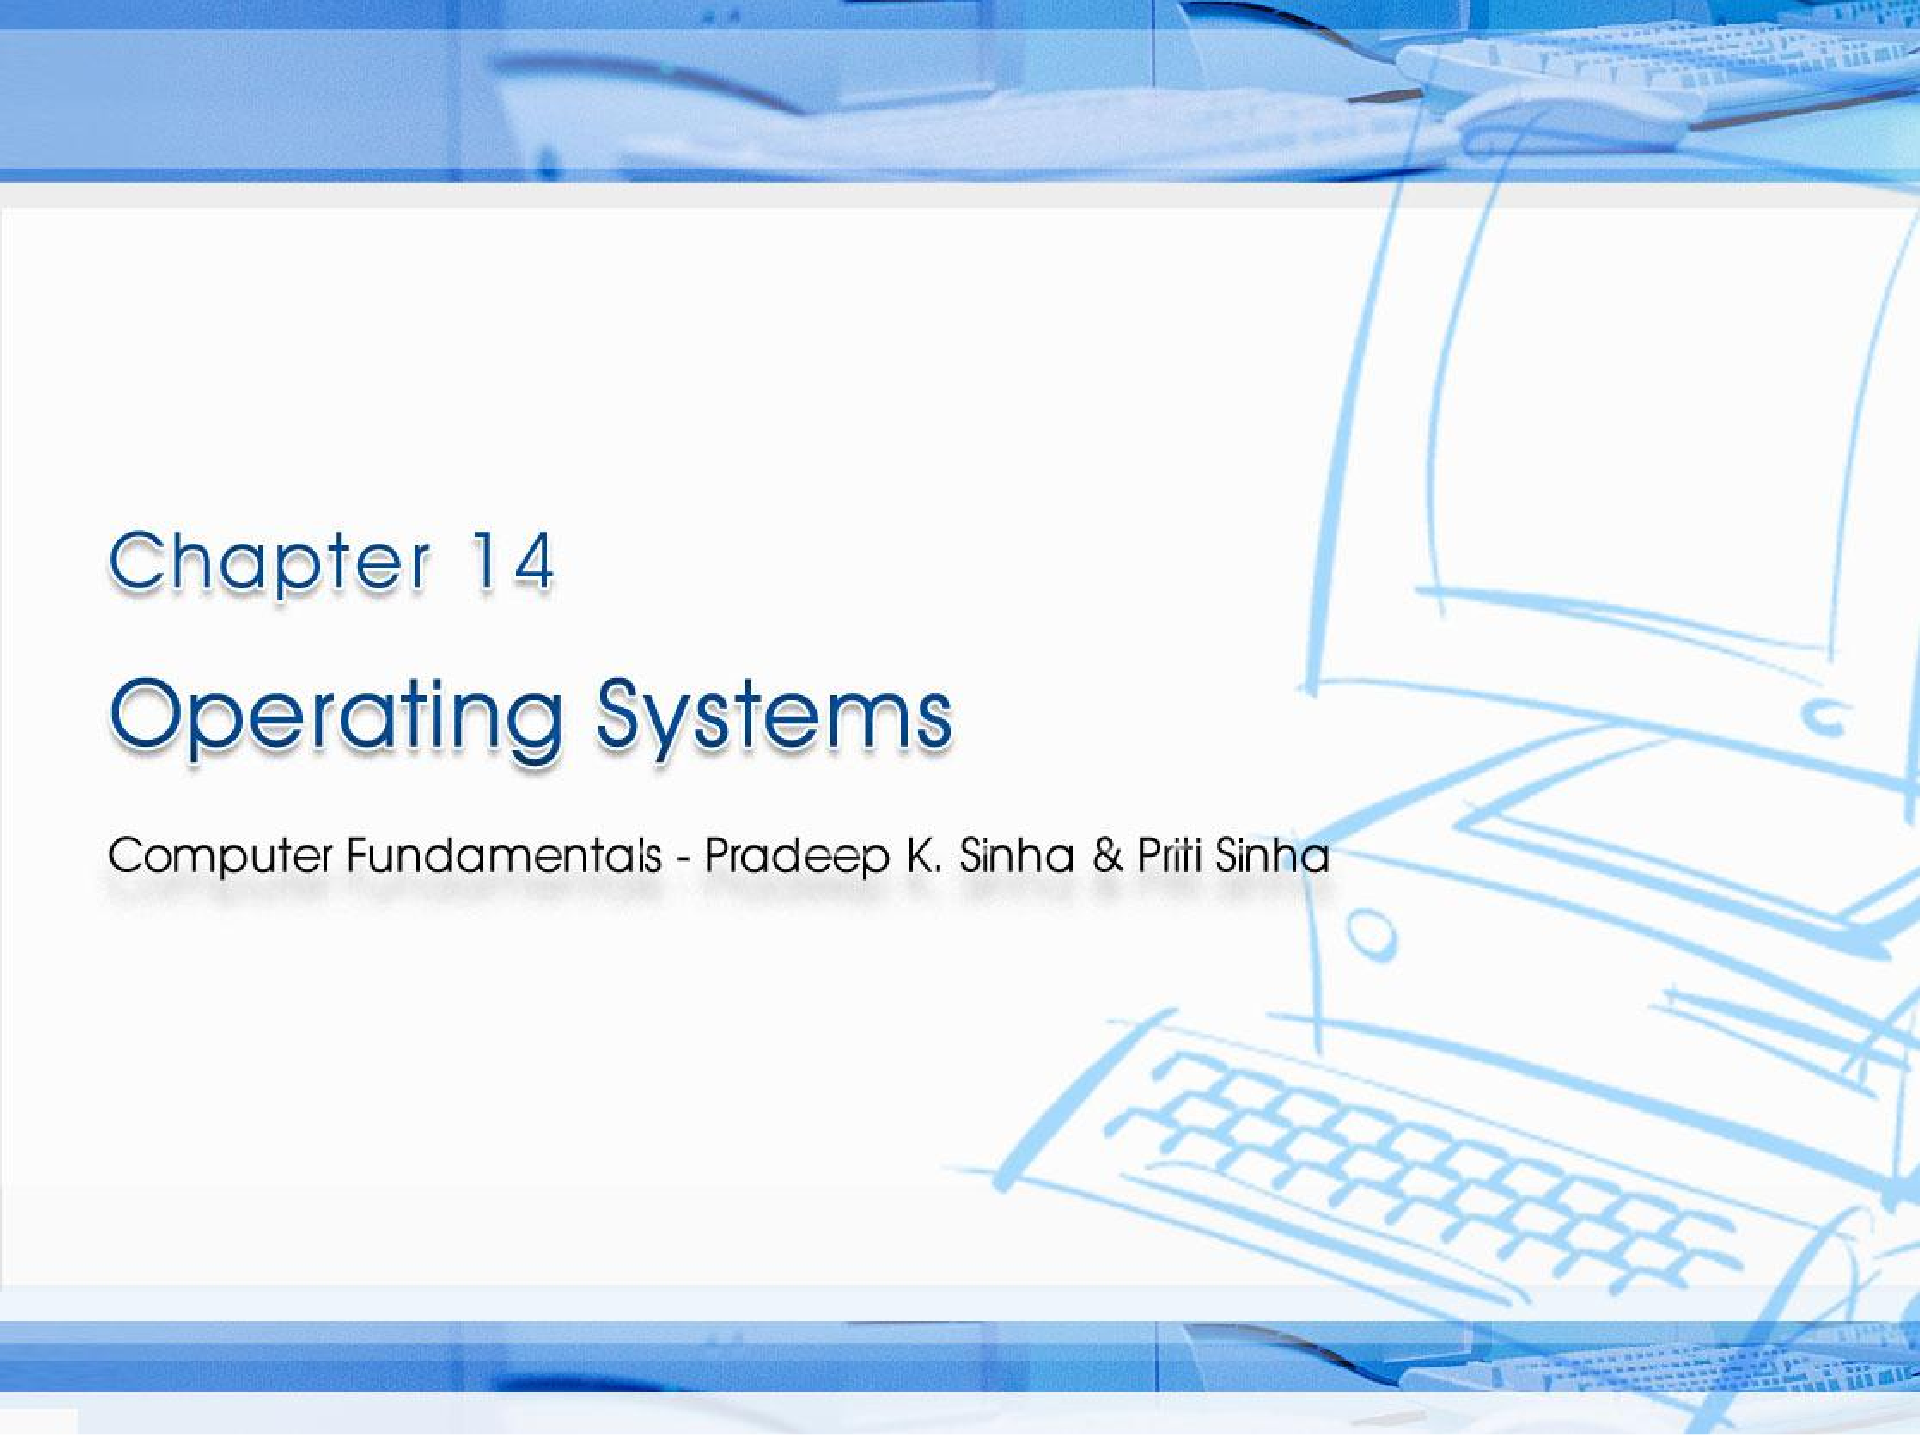 Chapter 14
Operating Systems
Computer Fundamentals - Pradeep K. Sinha & Priti Sinha